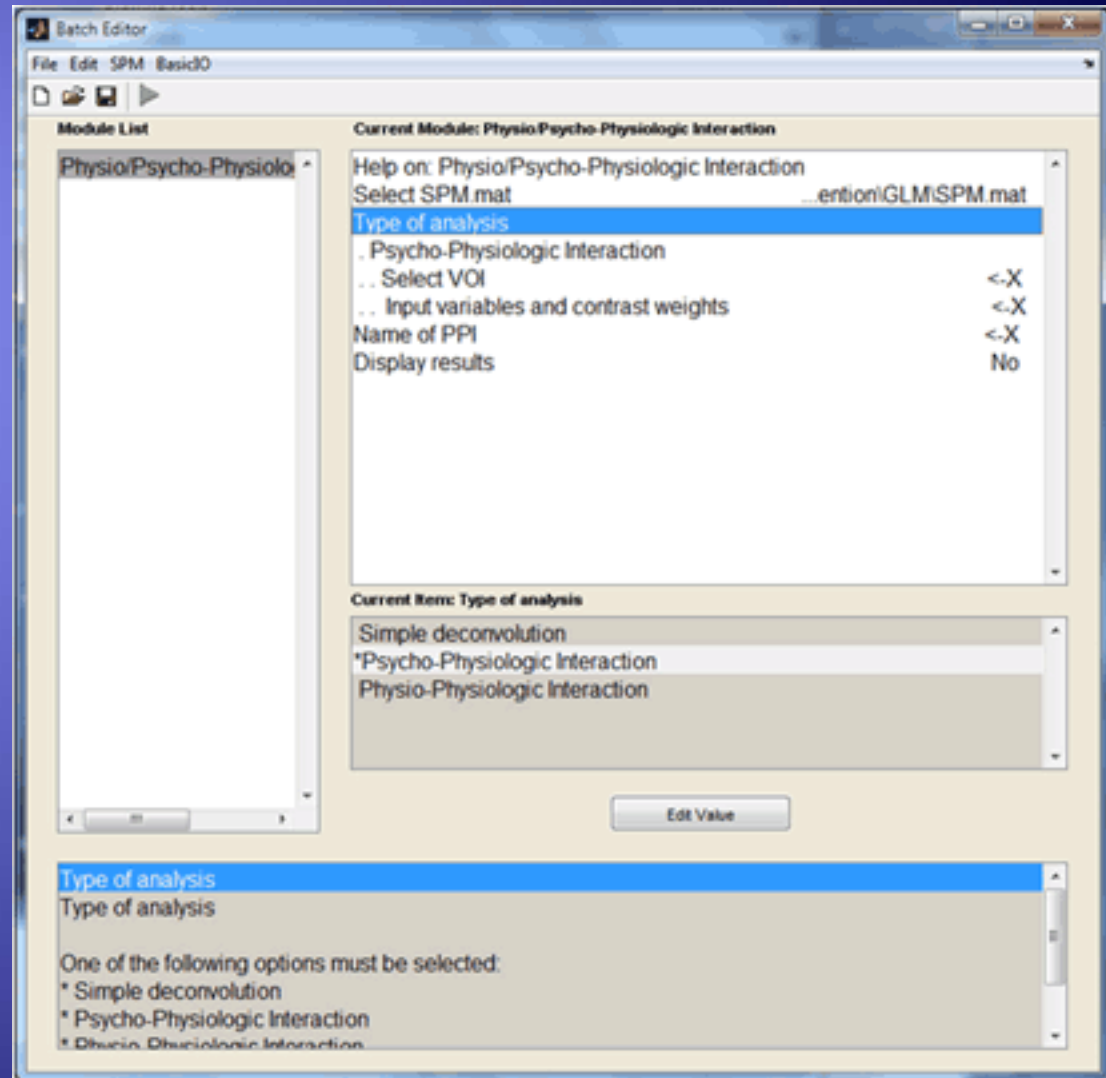 Batch Editor
File Edit SPM BasicIO
Module List
Physio/Psycho-Physiolo
Current Module: Physio/Psycho-Physiologic Interaction
Help on: Physio/Psycho-Physiologic Interaction
Select SPM.mat ...ention\GLM\SPM.mat
Type of analysis
. Psycho-Physiologic Interaction
. . Select VOI <-X
. . Input variables and contrast weights <-X
Name of PPI <-X
Display results No
Current Item: Type of analysis
Simple deconvolution
*Psycho-Physiologic Interaction
Physio-Physiologic Interaction
Edit Value
Type of analysis
Type of analysis
One of the following options must be selected:
* Simple deconvolution
* Psycho-Physiologic Interaction
* Physio-Physiologic Interaction